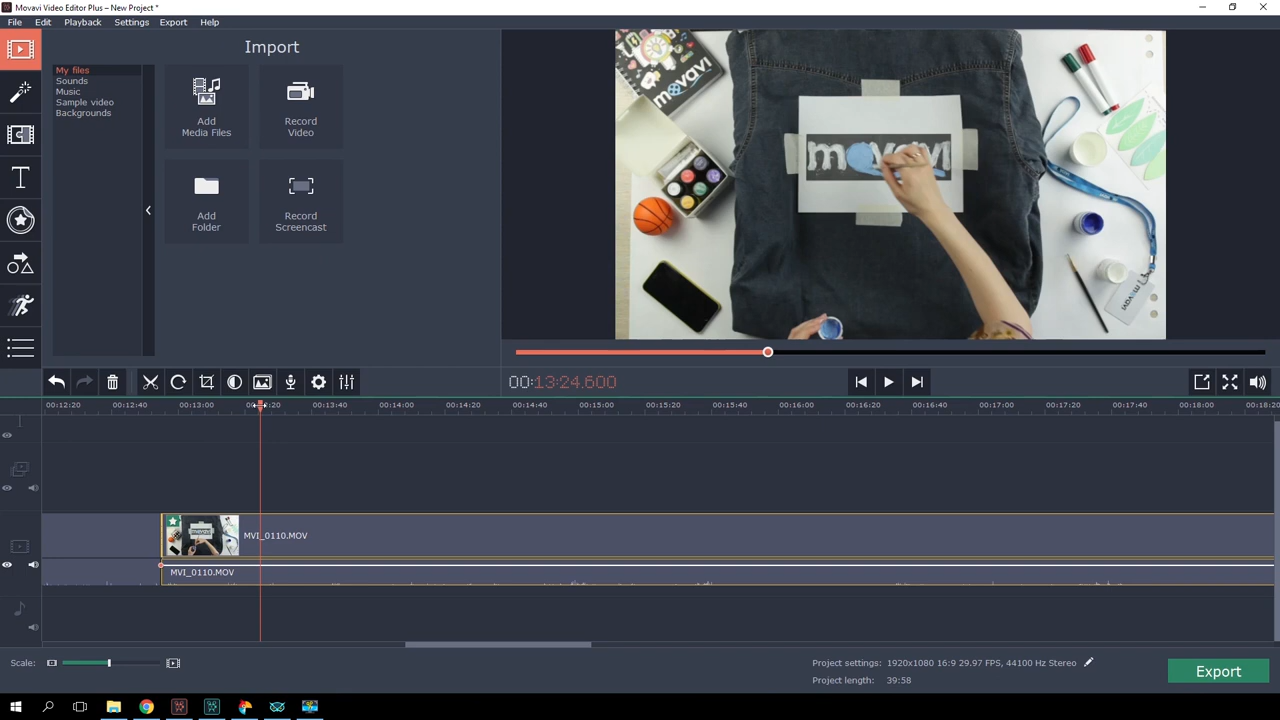 Movavi Video Editor Plus – New Project *
File Edit Playback Settings Export Help
Import
My files
Sounds
Music
Sample video
Backgrounds
Add
Media Files
Record
Video
Add
Folder
Record
Screencast
movavi
movavi
movavi
00:13:24.600
00:12:20 00:12:40 00:13:00 00:13:40 00:14:00 00:14:20 00:14:40 00:15:00 00:15:20 00:15:40 00:16:00 00:16:20 00:16:40 00:17:00 00:17:20 00:17:40 00:18:00 00:18:20
MVI_0110.MOV
MVI_0110.MOV
Scale:
Project settings: 1920x1080 16:9 29.97 FPS, 44100 Hz Stereo
Project length: 39:58
Export